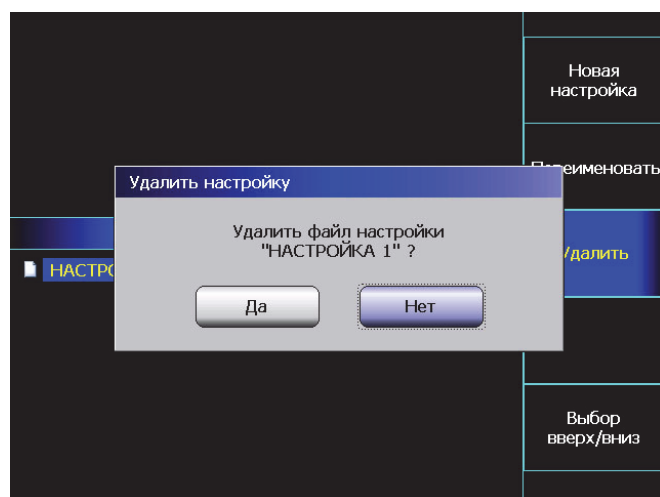 Новая
настройка
Удалить настройку
Удалить файл настройки
"НАСТРОЙКА 1" ?
Да
Нет
Выбор
вверх/вниз